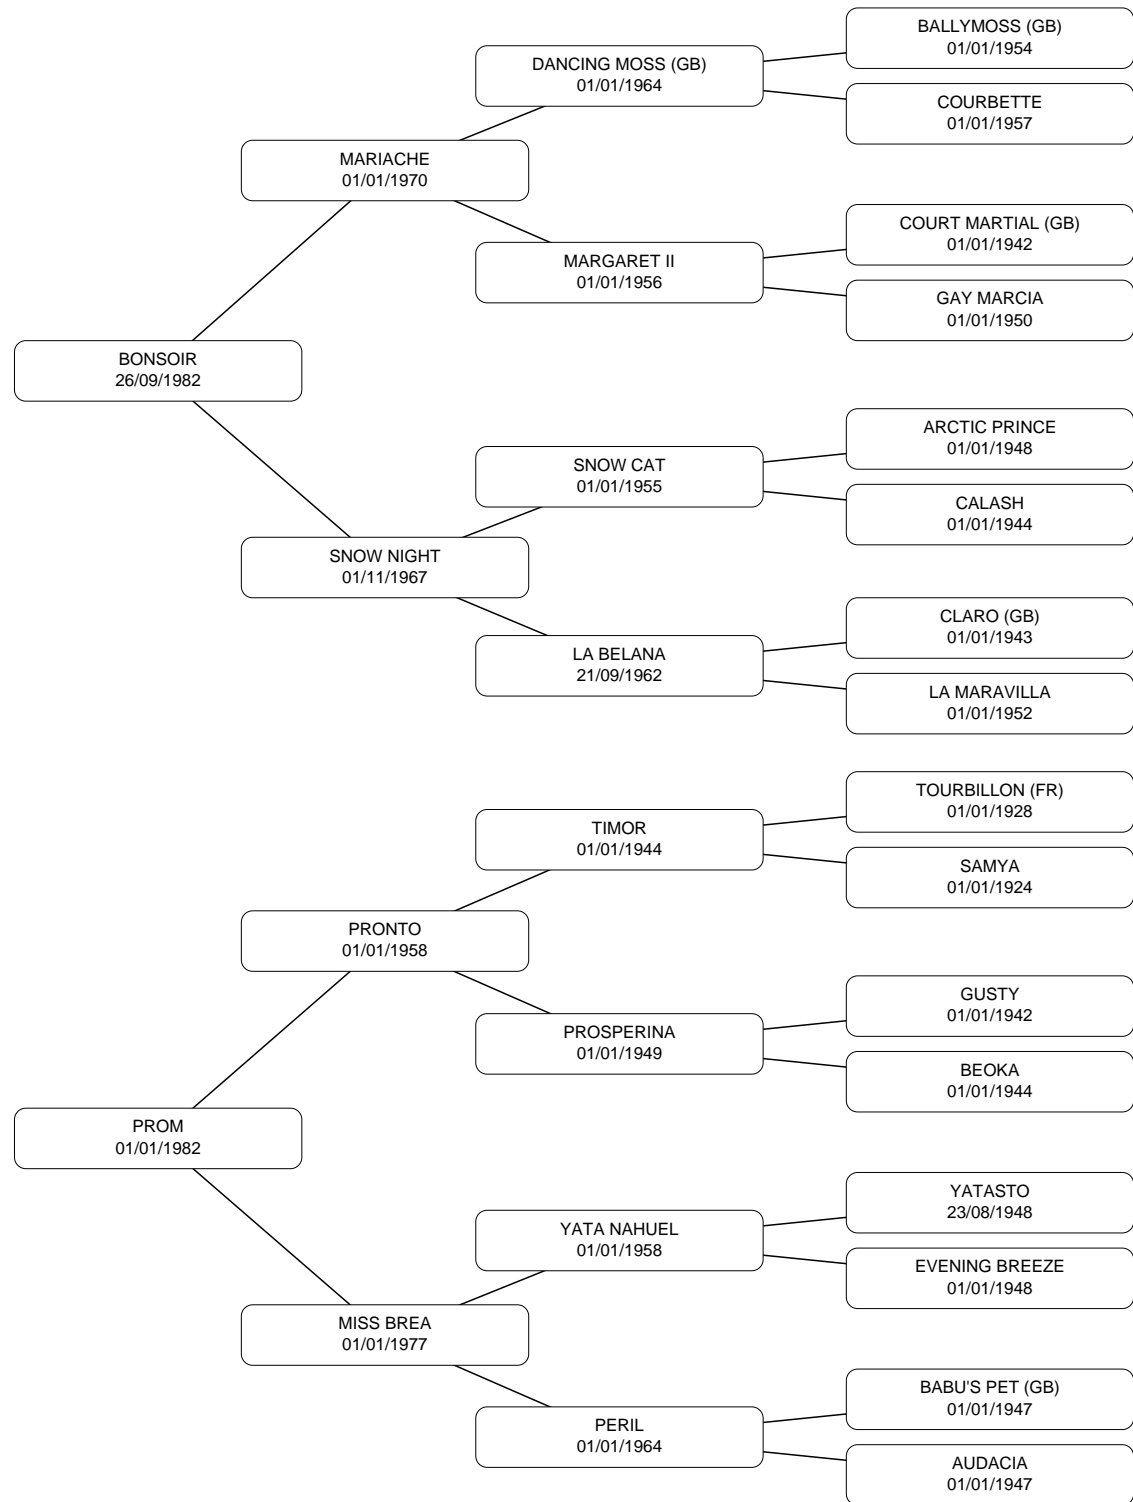 BALLYMOSS (GB)
01/01/1954
DANCING MOSS (GB)
01/01/1964
COURBETTE
01/01/1957
MARIACHE
01/01/1970
COURT MARTIAL (GB)
01/01/1942
MARGARET II
01/01/1956
GAY MARCIA
01/01/1950
BONSOIR
26/09/1982
ARCTIC PRINCE
01/01/1948
SNOW CAT
01/01/1955
CALASH
01/01/1944
SNOW NIGHT
01/11/1967
CLARO (GB)
01/01/1943
LA BELANA
21/09/1962
LA MARAVILLA
01/01/1952
TOURBILLON (FR)
01/01/1928
TIMOR
01/01/1944
SAMYA
01/01/1924
PRONTO
01/01/1958
GUSTY
01/01/1942
PROSPERINA
01/01/1949
BEOKA
01/01/1944
PROM
01/01/1982
YATASTO
23/08/1948
YATA NAHUEL
01/01/1958
EVENING BREEZE
01/01/1948
MISS BREA
01/01/1977
BABU'S PET (GB)
01/01/1947
PERIL
01/01/1964
AUDACIA
01/01/1947